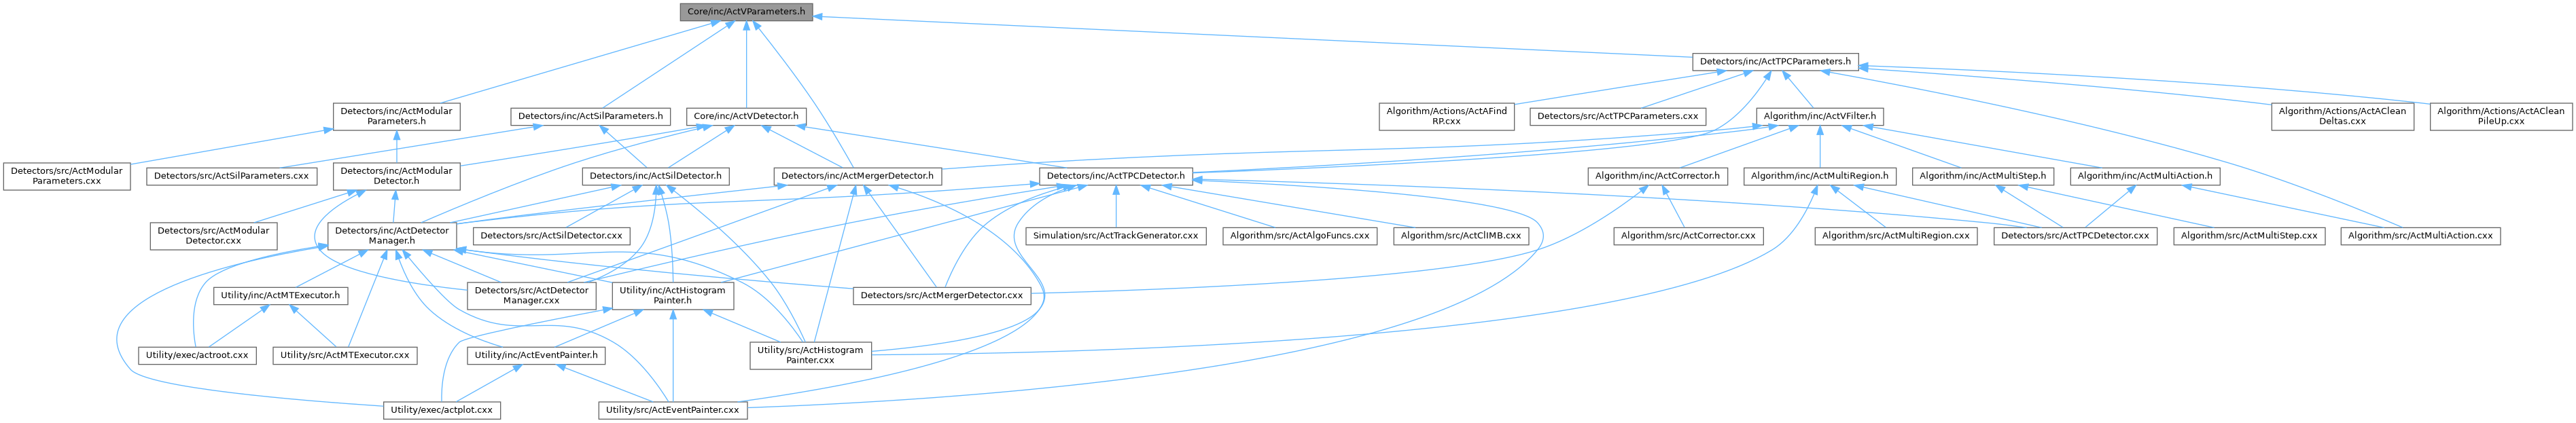 Core/inc/ActVParameters.h
Detectors/inc/ActTPCParameters.h
Detectors/inc/ActModular
Parameters.h
Detectors/inc/ActSilParameters.h
Core/inc/ActVDetector.h
Algorithm/Actions/ActAFind
RP.cxx
Detectors/src/ActTPCParameters.cxx
Algorithm/inc/ActVFilter.h
Algorithm/Actions/ActAClean
Deltas.cxx
Algorithm/Actions/ActAClean
PileUp.cxx
Detectors/src/ActModular
Parameters.cxx
Detectors/src/ActSilParameters.cxx
Detectors/inc/ActModular
Detector.h
Detectors/inc/ActSilDetector.h
Detectors/inc/ActMergerDetector.h
Detectors/inc/ActTPCDetector.h
Algorithm/inc/ActCorrector.h
Algorithm/inc/ActMultiRegion.h
Algorithm/inc/ActMultiStep.h
Algorithm/inc/ActMultiAction.h
Detectors/src/ActModular
Detector.cxx
Detectors/inc/ActDetector
Manager.h
Detectors/src/ActSilDetector.cxx
Simulation/src/ActTrackGenerator.cxx
Algorithm/src/ActAlgoFuncs.cxx
Algorithm/src/ActClIMB.cxx
Algorithm/src/ActCorrector.cxx
Algorithm/src/ActMultiRegion.cxx
Detectors/src/ActTPCDetector.cxx
Algorithm/src/ActMultiStep.cxx
Algorithm/src/ActMultiAction.cxx
Utility/inc/ActMTExecutor.h
Detectors/src/ActDetector
Manager.cxx
Utility/inc/ActHistogram
Painter.h
Detectors/src/ActMergerDetector.cxx
Utility/exec/actroot.cxx
Utility/src/ActMTExecutor.cxx
Utility/inc/ActEventPainter.h
Utility/src/ActHistogram
Painter.cxx
Utility/exec/actplot.cxx
Utility/src/ActEventPainter.cxx